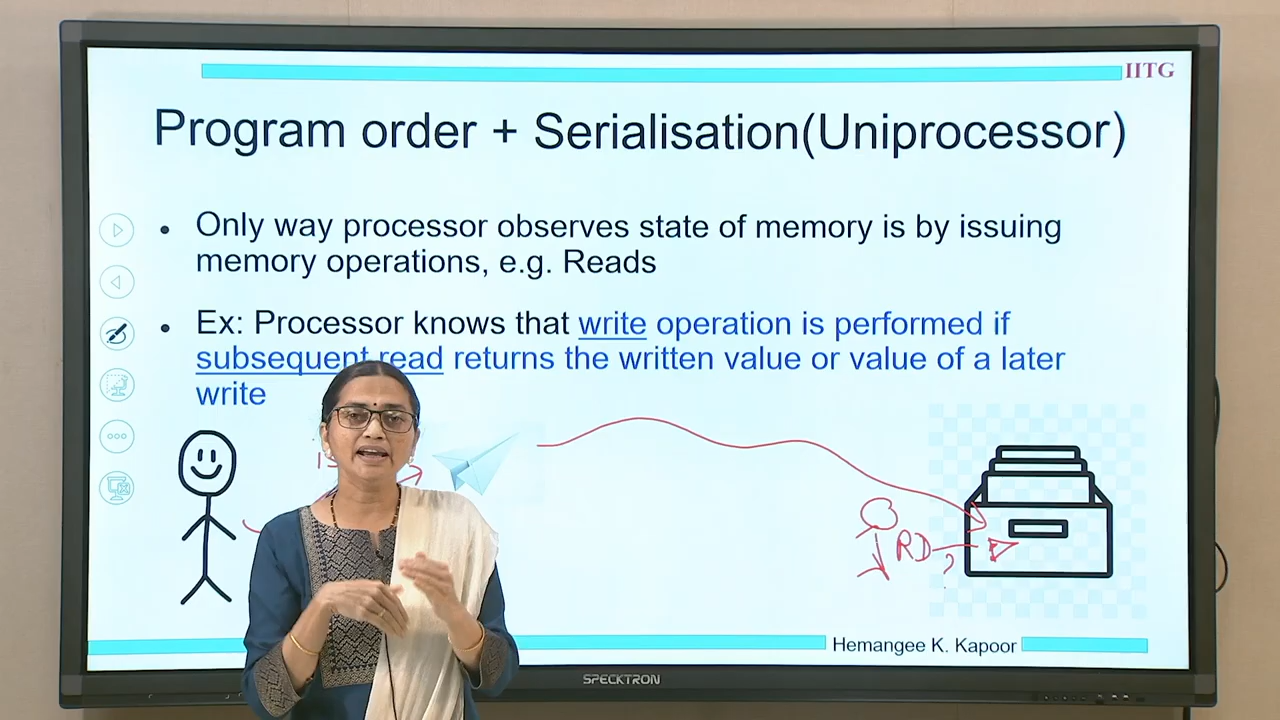 IITG
Program order + Serialisation(Uniprocessor)
• Only way processor observes state of memory is by issuing
memory operations, e.g. Reads
• Ex: Processor knows that write operation is performed if
subsequent read returns the written value or value of a later
write
RD
?
Hemangee K. Kapoor
SPECKTRON